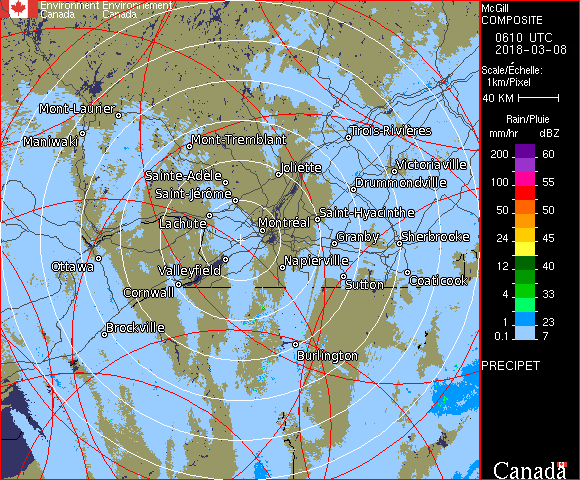 Environment Environnement
Canada Canada
McGill
COMPOSITE
0610 UTC
2018-03-08
Scale/Échelle:
1km/Pixel
40 KM
Rain/Pluie
mm/hr dBZ
200 60
100 55
50 50
24 45
12 40
4 33
1 23
0.1 7
PRECIPET
Canada
Mont-Laurier
Maniwaki
Mont-Tremblant
Trois-Rivières
Sainte-Adèle
Joliette
Victoriaville
Saint-Jérôme
Drummondville
Lachute
Montréal
Saint-Hyacinthe
Granby
Sherbrooke
Ottawa
Valleyfield
Napierville
Cornwall
Sutton
Coaticook
Brockville
Burlington